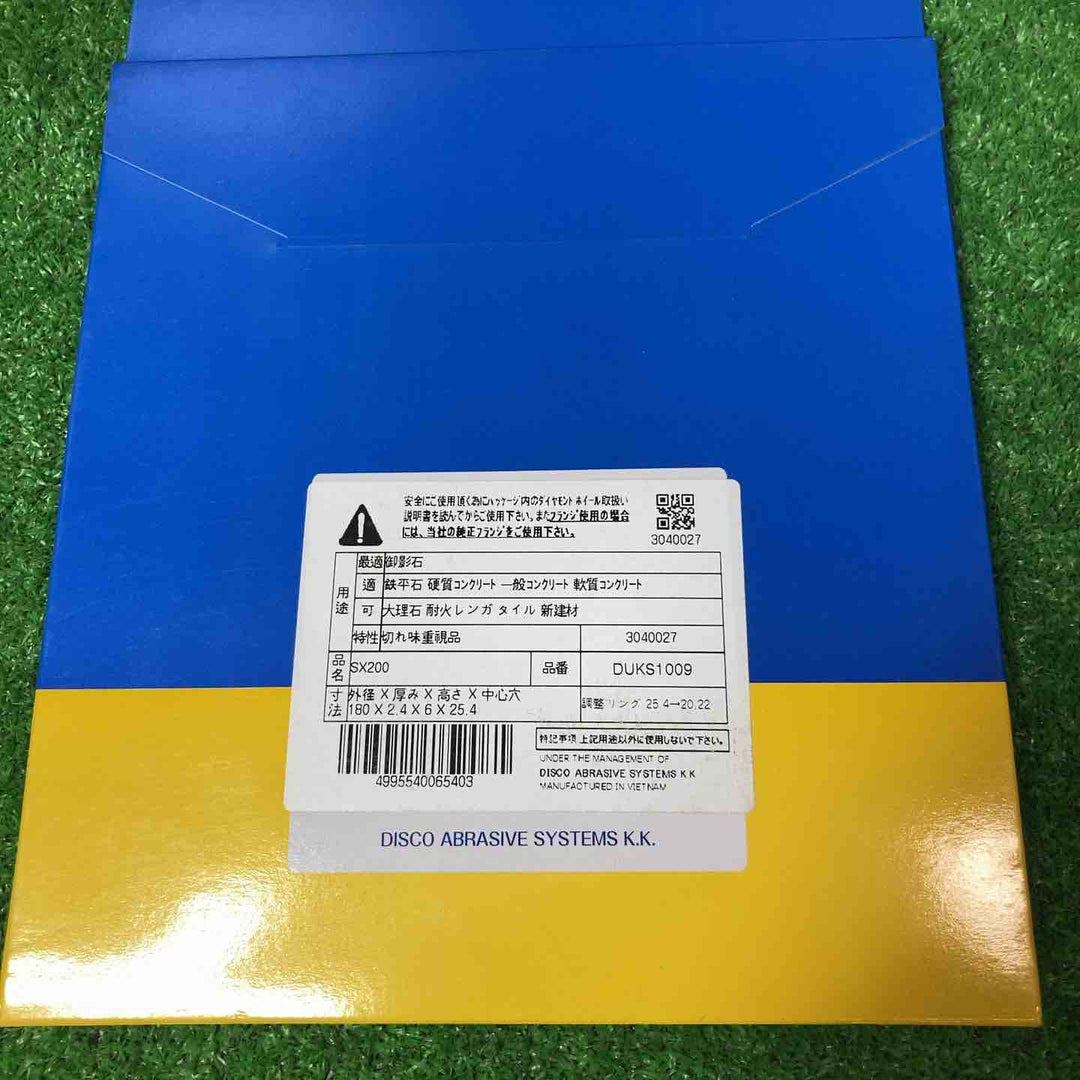 安全にご使用頂く為にパッケージ内のダイヤモンドホイール取扱い
説明書を読んでからご使用下さい。またフランジ使用の場合
には、当社の純正フランジをご使用下さい。
3040027
用途
最適 御影石
適 鉄平石 硬質コンクリート 一般コンクリート 軟質コンクリート
可 大理石 耐火レンガ タイル 新建材
特性 切れ味重視品 3040027
品名 SX200 品番 DUKS1009
寸法 外径×厚み×高さ×中心穴
180×2.4×6×25.4 調整リング 25.4→20,22
特記事項 上記用途以外に使用しないで下さい。
UNDER THE MANAGEMENT OF
DISCO ABRASIVE SYSTEMS K K
MANUFACTURED IN VIETNAM
4995540065403
DISCO ABRASIVE SYSTEMS K.K.